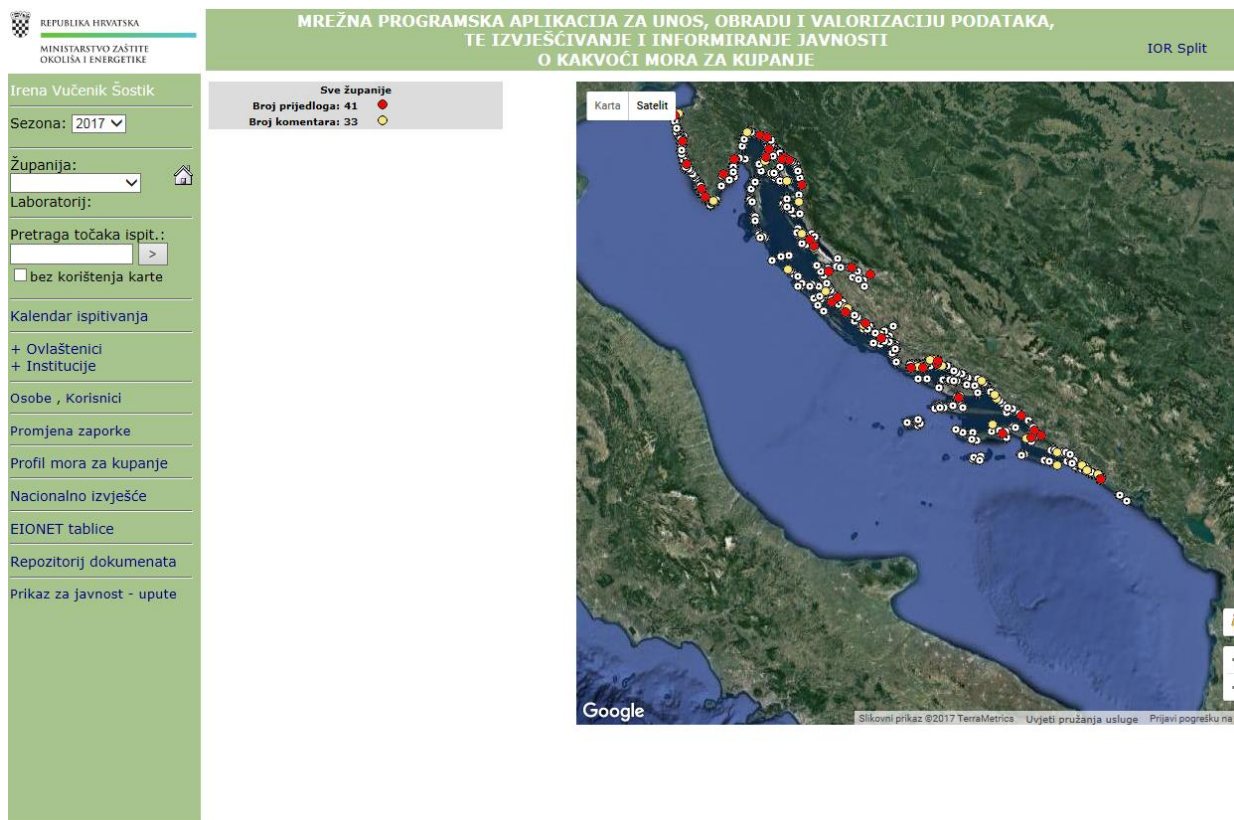 REPUBLIKA HRVATSKA
MINISTARSTVO ZAŠTITE
OKOLIŠA I ENERGETIKE
MREŽNA PROGRAMSKA APLIKACIJA ZA UNOS, OBRADU I VALORIZACIJU PODATAKA,
TE IZVJEŠĆIVANJE I INFORMIRANJE JAVNOSTI
O KAKVOĆI MORA ZA KUPANJE
IOR Split
Irena Vučenik Šostik
Sezona: 2017
Županija:
Laboratorij:
Pretraga točaka ispit.:
>
bez korištenja karte
Kalendar ispitivanja
+ Ovlaštenici
+ Institucije
Osobe , Korisnici
Promjena zaporke
Profil mora za kupanje
Nacionalno izvješće
EIONET tablice
Repozitorij dokumenata
Prikaz za javnost - upute
Sve županije
Broj prijedloga: 41
Broj komentara: 33
Karta Satelit
Google
Slikovni prikaz ©2017 TerraMetrics Uvjeti pružanja usluge Prijavi pogrešku na